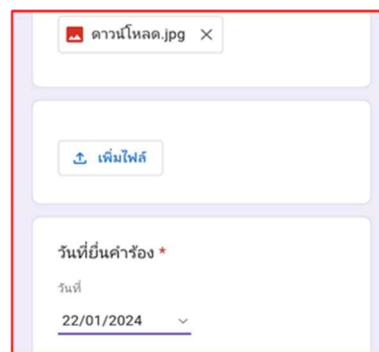 ดาวน์โหลด.jpg
เพิ่มไฟล์
วันที่ยื่นคำร้อง *
วันที่
22/01/2024